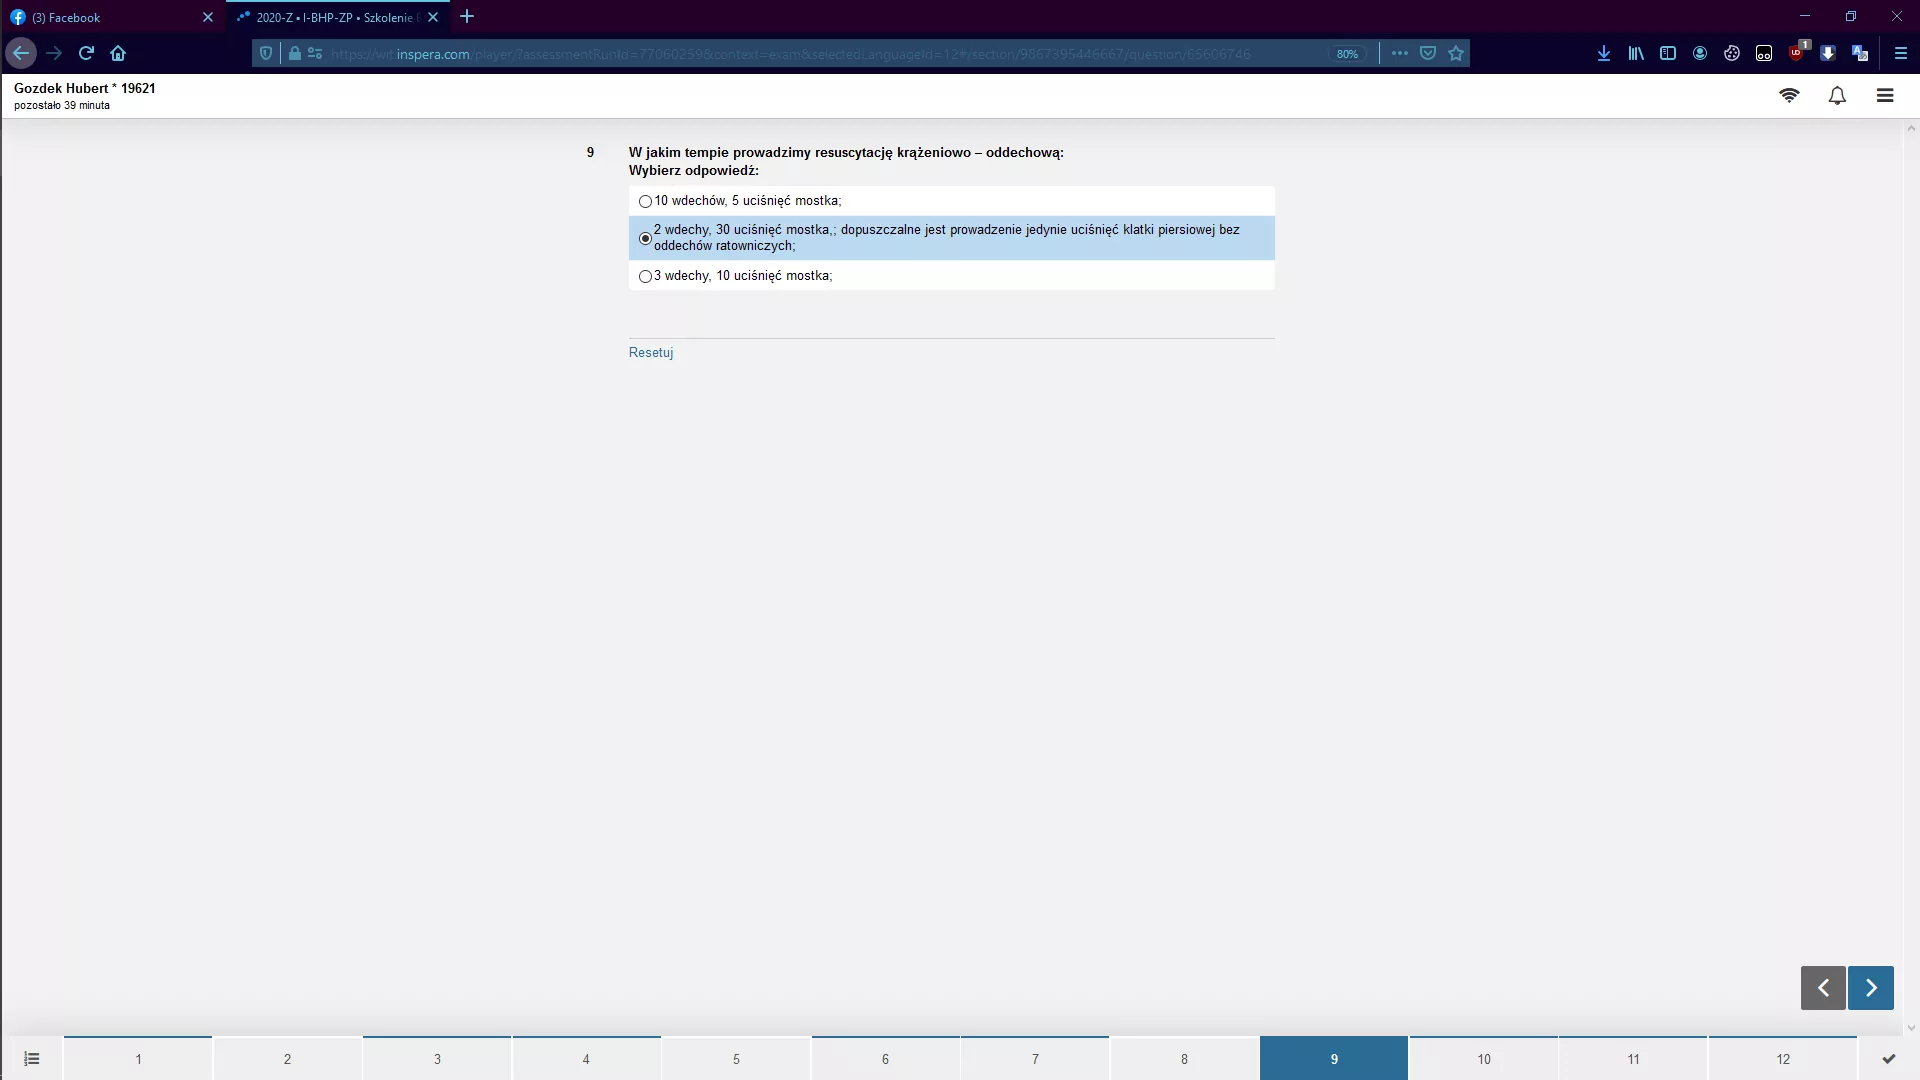 (3) Facebook
2020-Z • I-BHP-ZP • Szkolenie
https://wit.inspera.com/player/?assessmentRunId=77060259&context=exam&selectedLanguageId=12#/section/9867395446667/question/65606746
80%
1
Gozdek Hubert * 19621
pozostało 39 minuta
9
W jakim tempie prowadzimy resuscytację krążeniowo – oddechową:
Wybierz odpowiedź:
10 wdechów, 5 uciśnięć mostka;
2 wdechy, 30 uciśnięć mostka,; dopuszczalne jest prowadzenie jedynie uciśnięć klatki piersiowej bez
oddechów ratowniczych;
3 wdechy, 10 uciśnięć mostka;
Resetuj
1 2 3 4 5 6 7 8 9 10 11 12